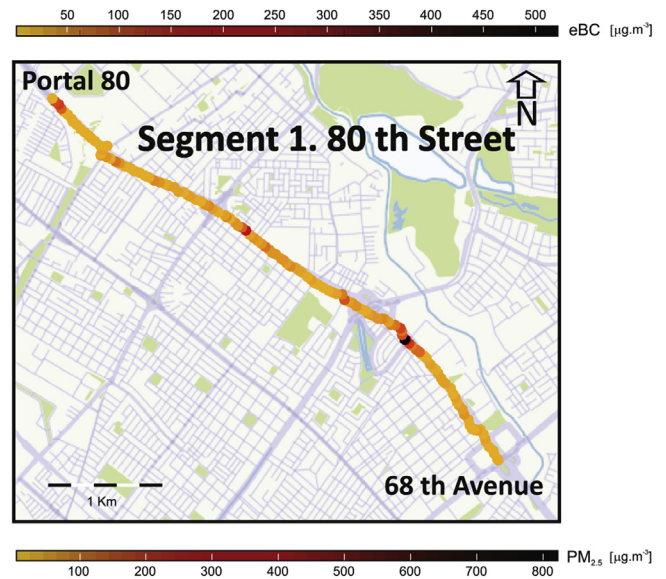 50 100 150 200 250 300 350 400 450 500 eBC [µg.m⁻³]
Portal 80
N
Segment 1. 80 th Street
68 th Avenue
1 Km
100 200 300 400 500 600 700 800 PM₂.₅ [µg.m⁻³]